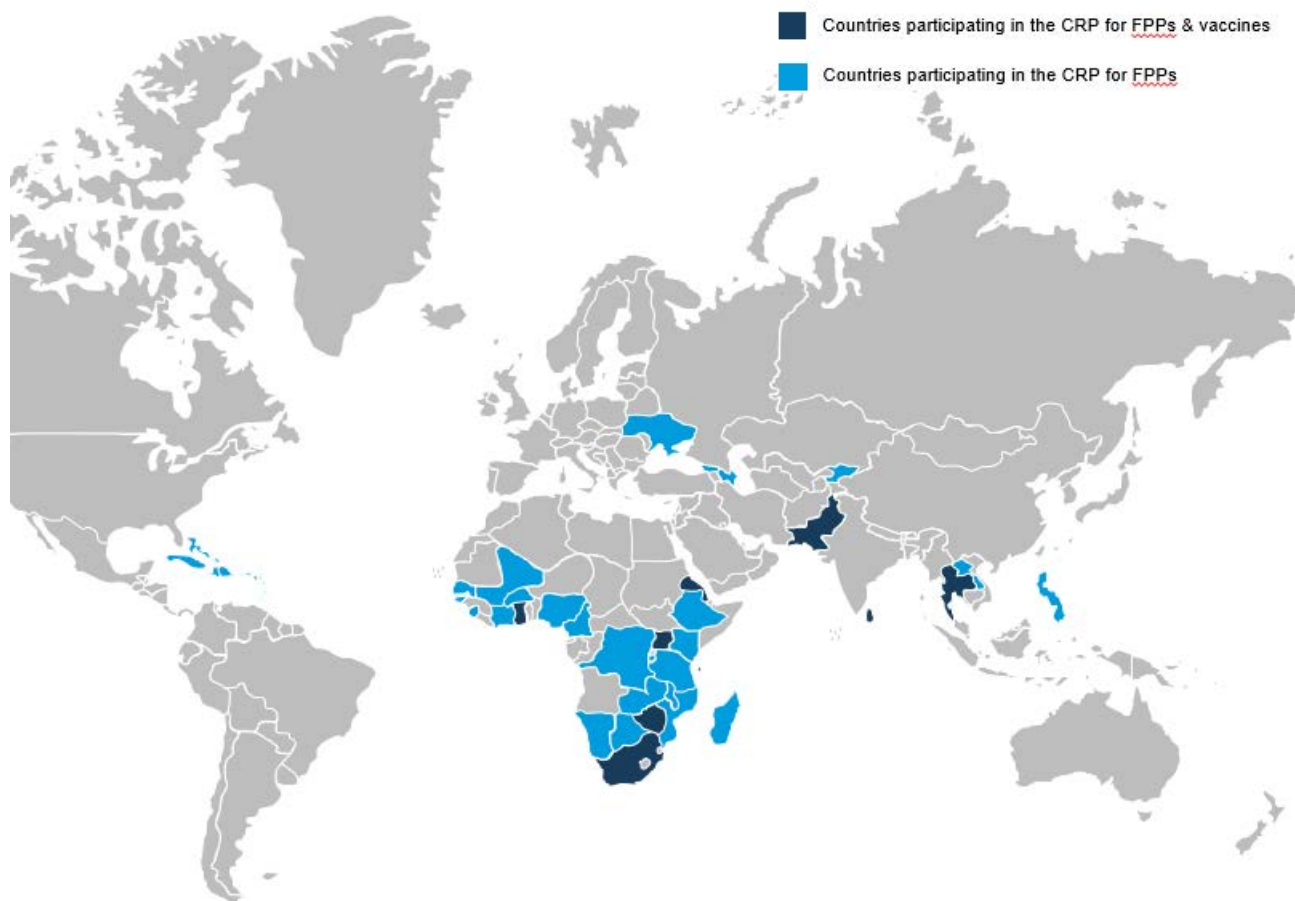 Countries participating in the CRP for FPPs & vaccines
Countries participating in the CRP for FPPs